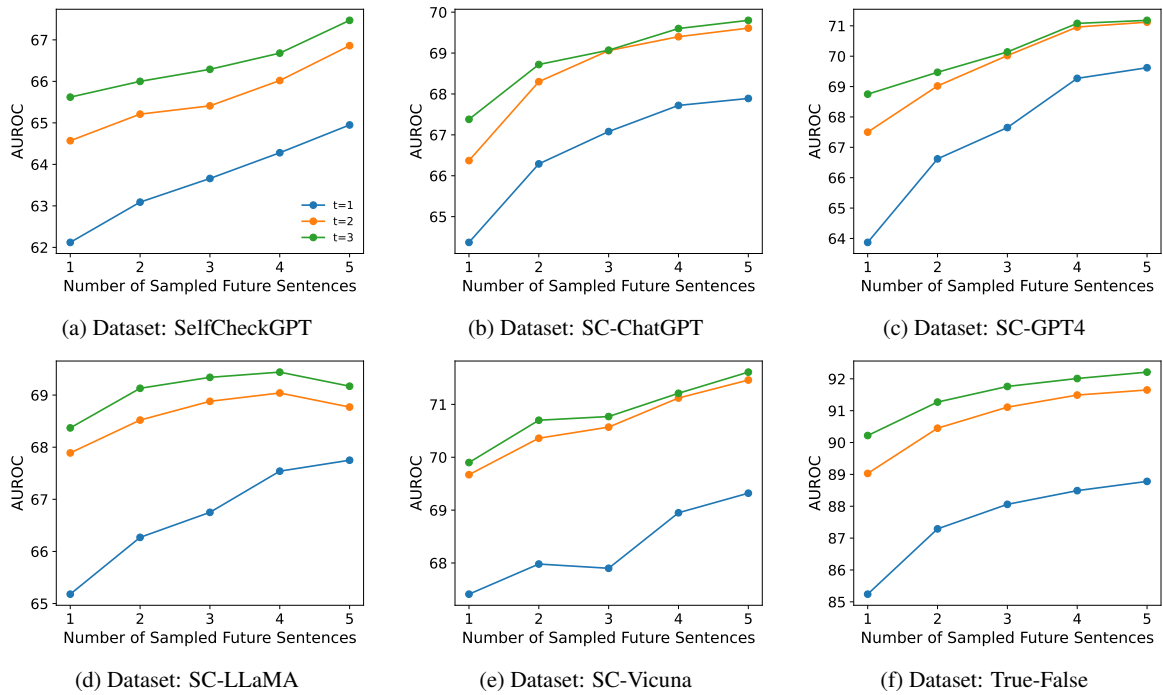 67
66
65
64
63
62
AUROC
t=1
t=2
t=3
1 2 3 4 5
Number of Sampled Future Sentences
(a) Dataset: SelfCheckGPT
70
69
68
67
66
65
AUROC
1 2 3 4 5
Number of Sampled Future Sentences
(b) Dataset: SC-ChatGPT
71
70
69
68
67
66
65
64
AUROC
1 2 3 4 5
Number of Sampled Future Sentences
(c) Dataset: SC-GPT4
69
68
67
66
65
AUROC
1 2 3 4 5
Number of Sampled Future Sentences
(d) Dataset: SC-LLaMA
71
70
69
68
AUROC
1 2 3 4 5
Number of Sampled Future Sentences
(e) Dataset: SC-Vicuna
92
91
90
89
88
87
86
85
AUROC
1 2 3 4 5
Number of Sampled Future Sentences
(f) Dataset: True-False